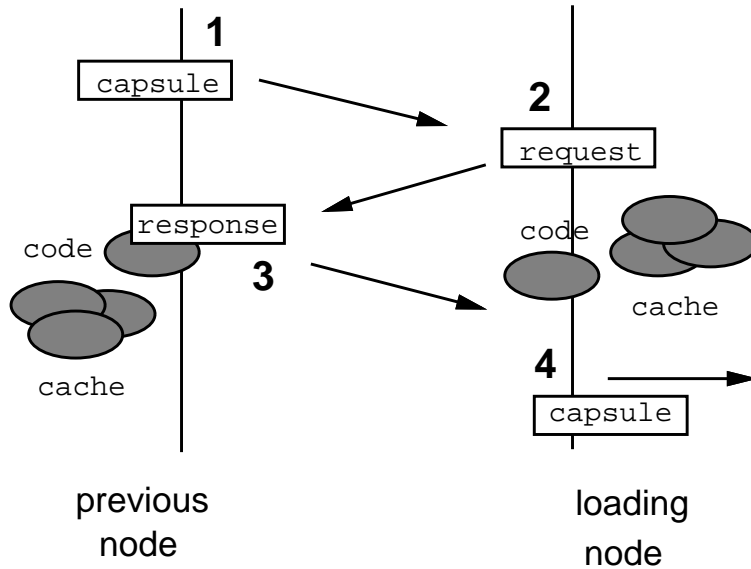 1
capsule
2
request
response
code
3
cache
code
cache
4
capsule
previous
node
loading
node